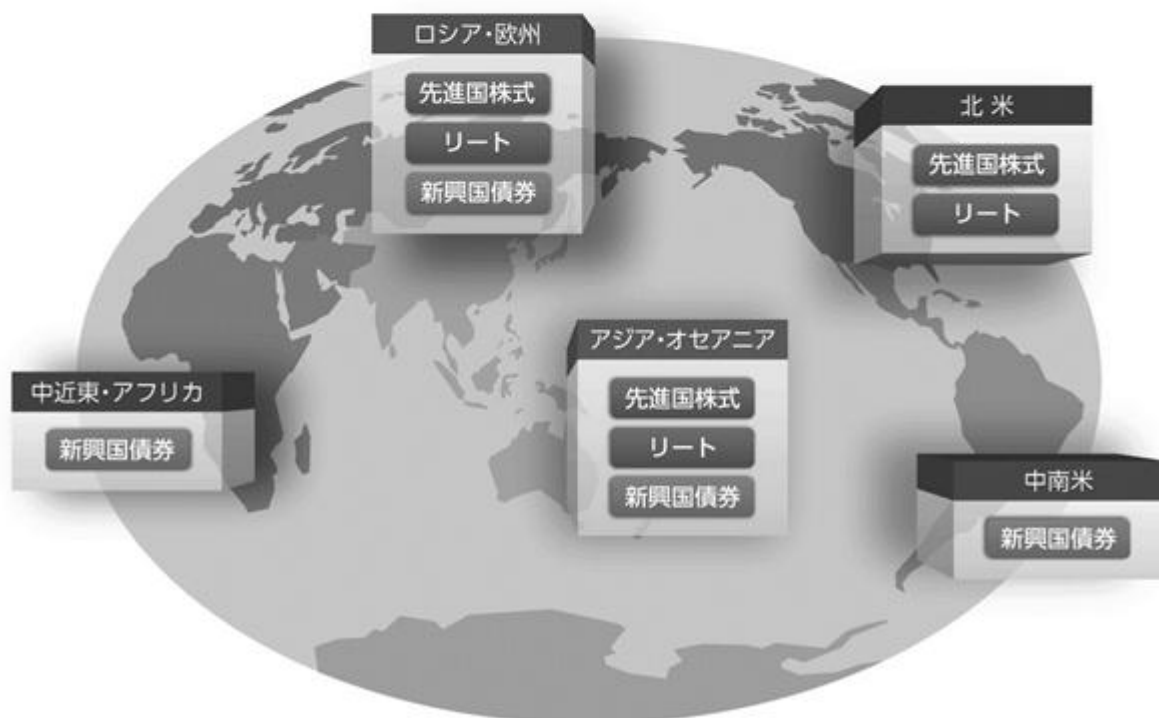 ロシア・欧州
先進国株式
リート
新興国債券
北米
先進国株式
リート
アジア・オセアニア
先進国株式
リート
新興国債券
中近東・アフリカ
新興国債券
中南米
新興国債券